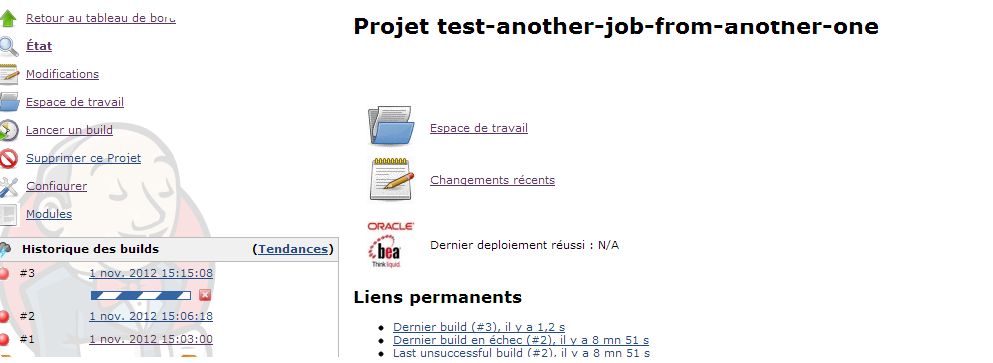 Retour au tableau de bord
État
Modifications
Espace de travail
Lancer un build
Supprimer ce Projet
Configurer
Modules
Historique des builds (Tendances)
#3 1 nov. 2012 15:15:08
#2 1 nov. 2012 15:06:18
#1 1 nov. 2012 15:03:00
Projet test-another-job-from-another-one
Espace de travail
Changements récents
ORACLE
bea
Think liquid.
Dernier deploiement réussi : N/A
Liens permanents
Dernier build (#3), il y a 1,2 s
Dernier build en échec (#2), il y a 8 mn 51 s
Last unsuccessful build (#2), il y a 8 mn 51 s